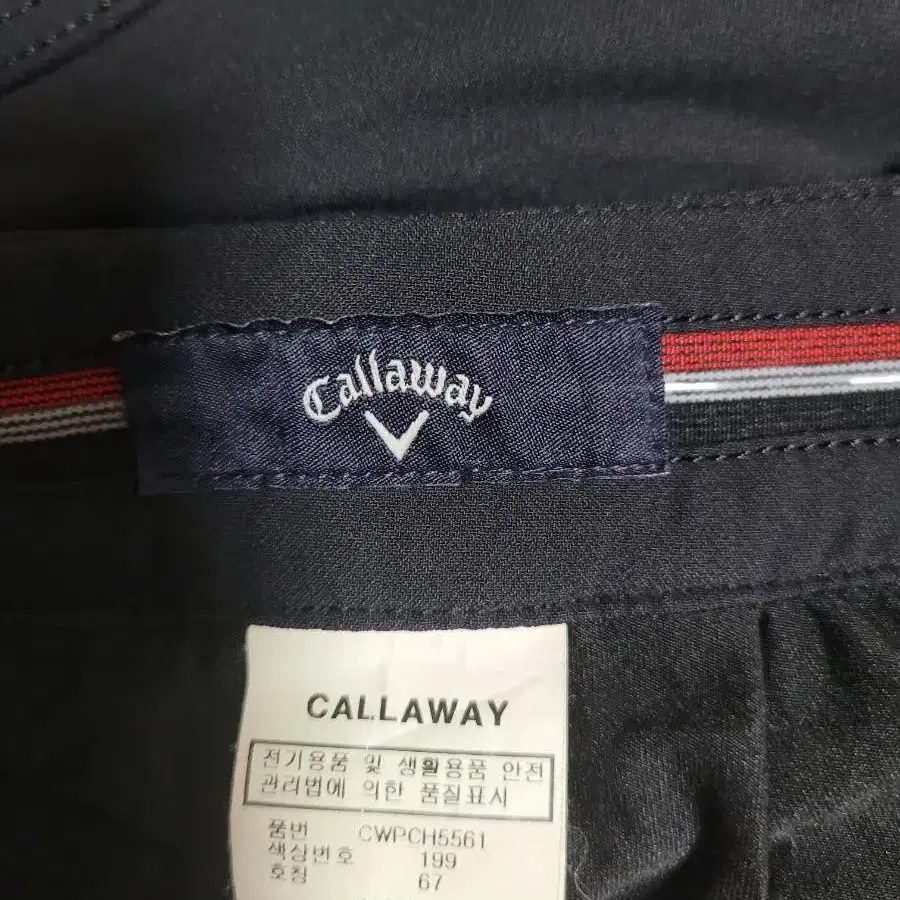 Callaway
CALLAWAY
전기용품 및 생활용품 안전
관리법에 의한 품질표시
품번 CWPCH5561
색상번호 199
호칭 67